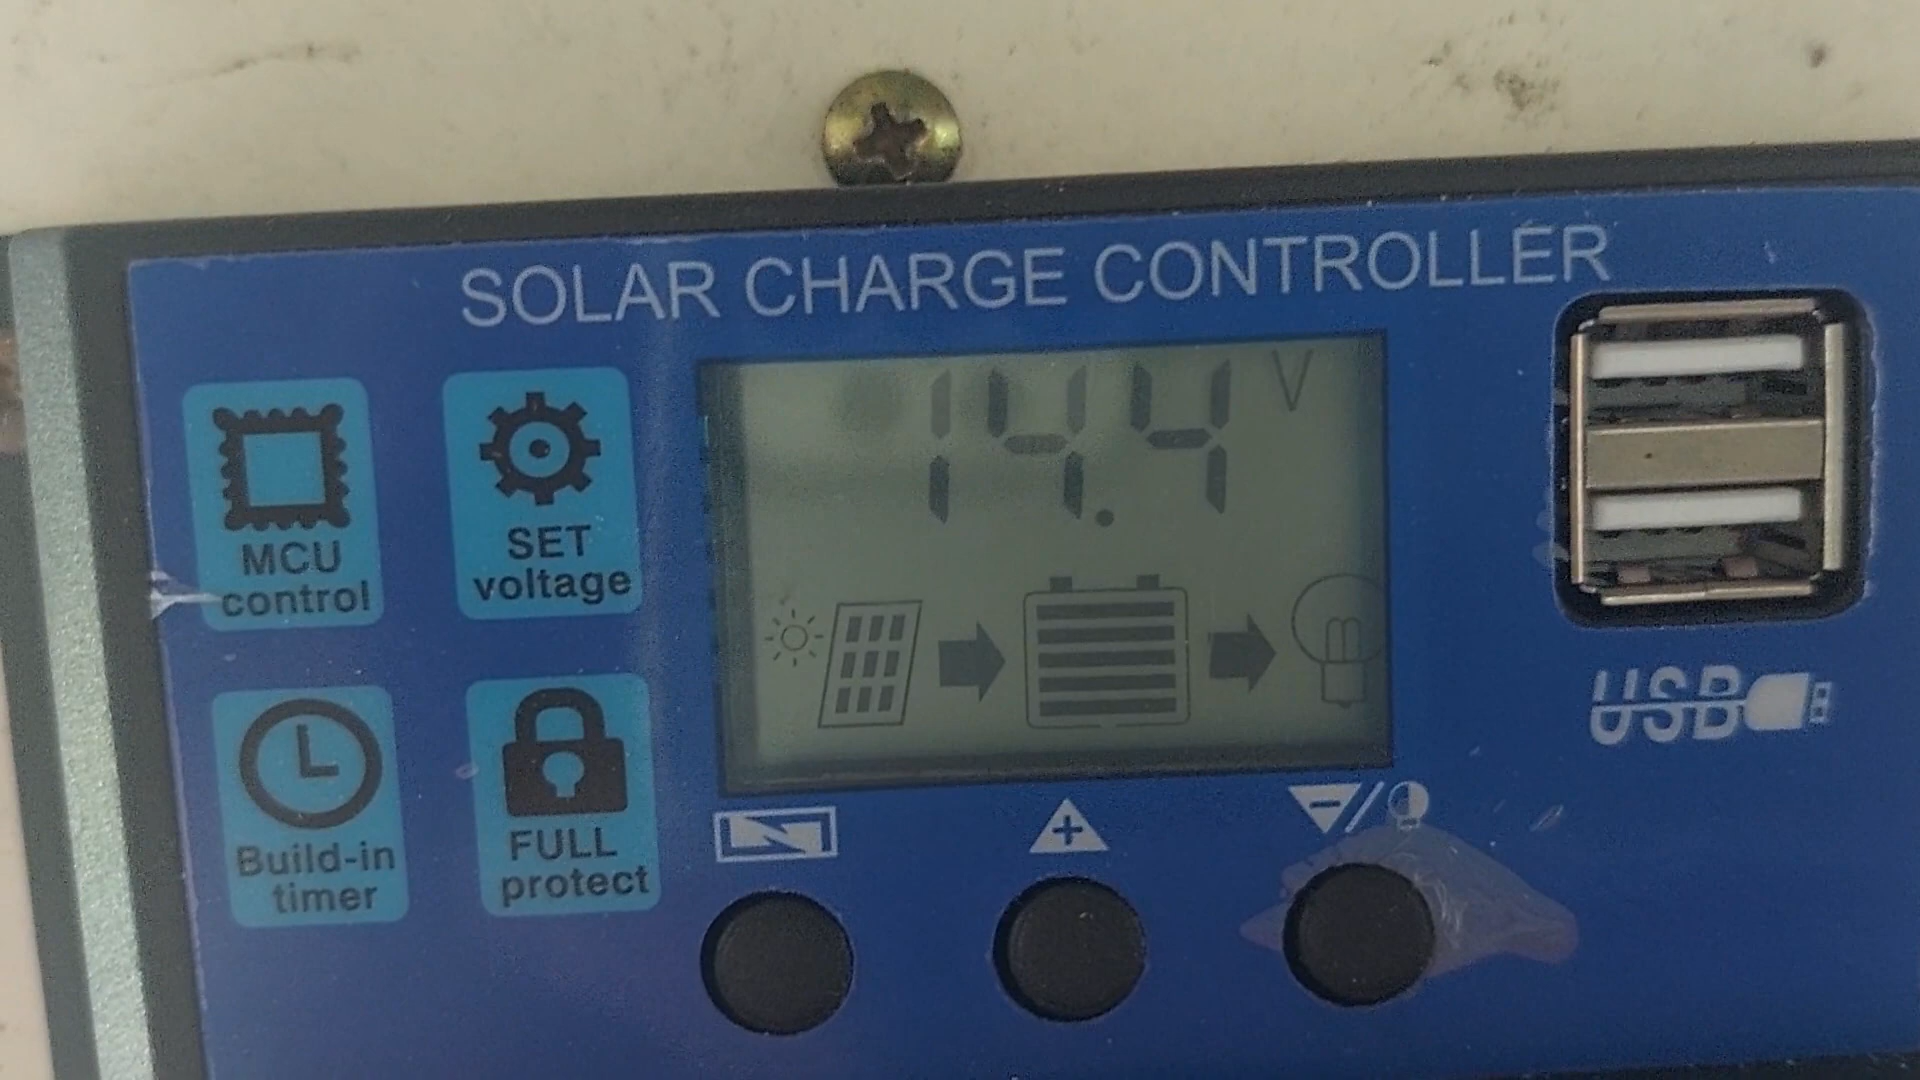 SOLAR CHARGE CONTROLLER
14.4 V
MCU
control
SET
voltage
Build-in
timer
FULL
protect
USB